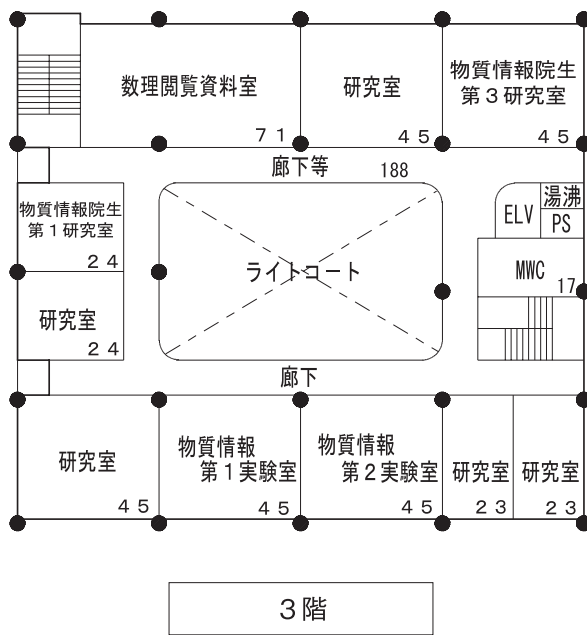 数理閲覧資料室
71
研究室
45
物質情報院生
第3研究室
45
廊下等
188
物質情報院生
第1研究室
24
研究室
24
ライトコート
ELV
湯沸
PS
MWC
17
廊下
研究室
45
物質情報
第1実験室
45
物質情報
第2実験室
45
研究室
23
研究室
23
3階